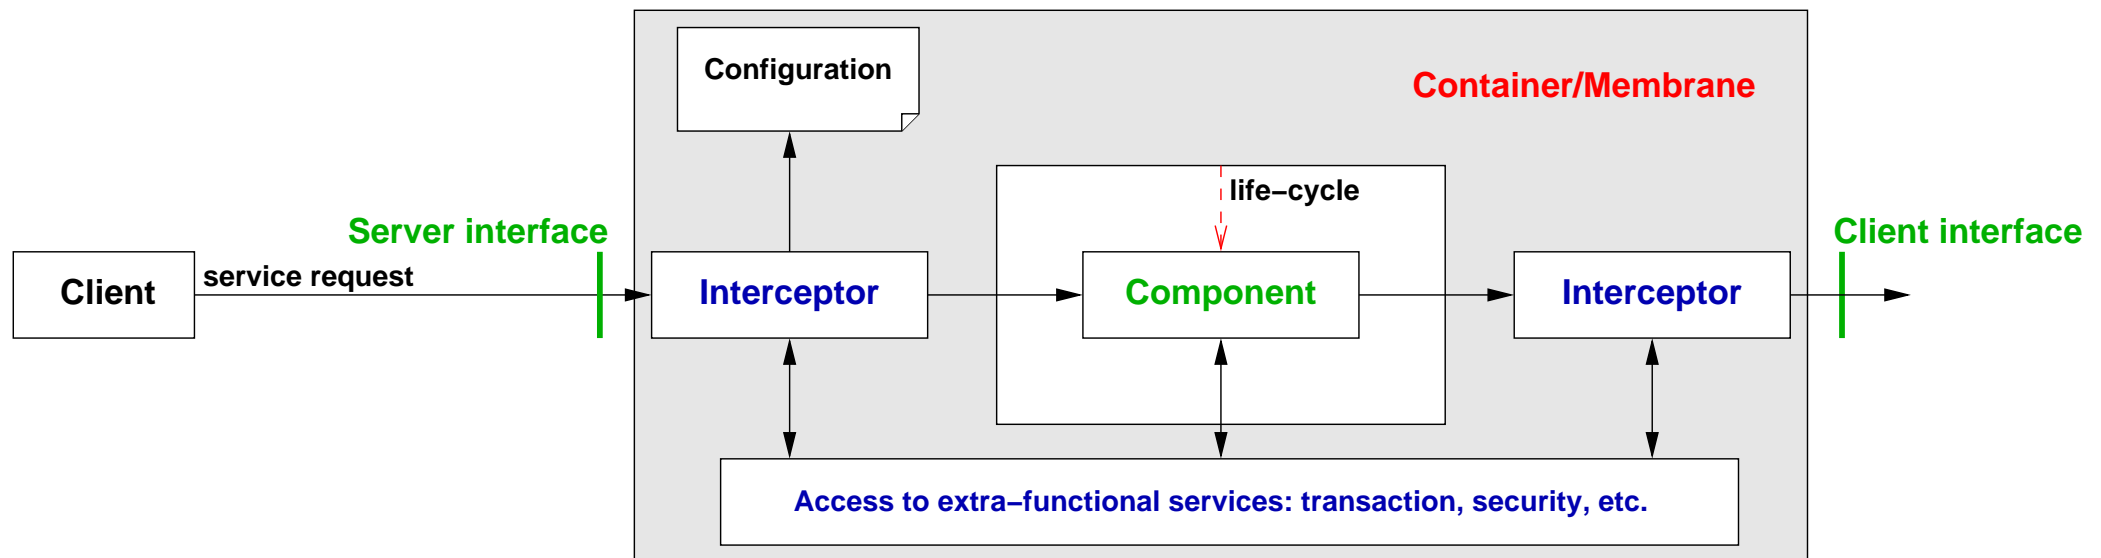 Configuration
Container/Membrane
life−cycle
Server interface
Client interface
Client
service request
Interceptor
Component
Interceptor
Access to extra−functional services: transaction, security, etc.